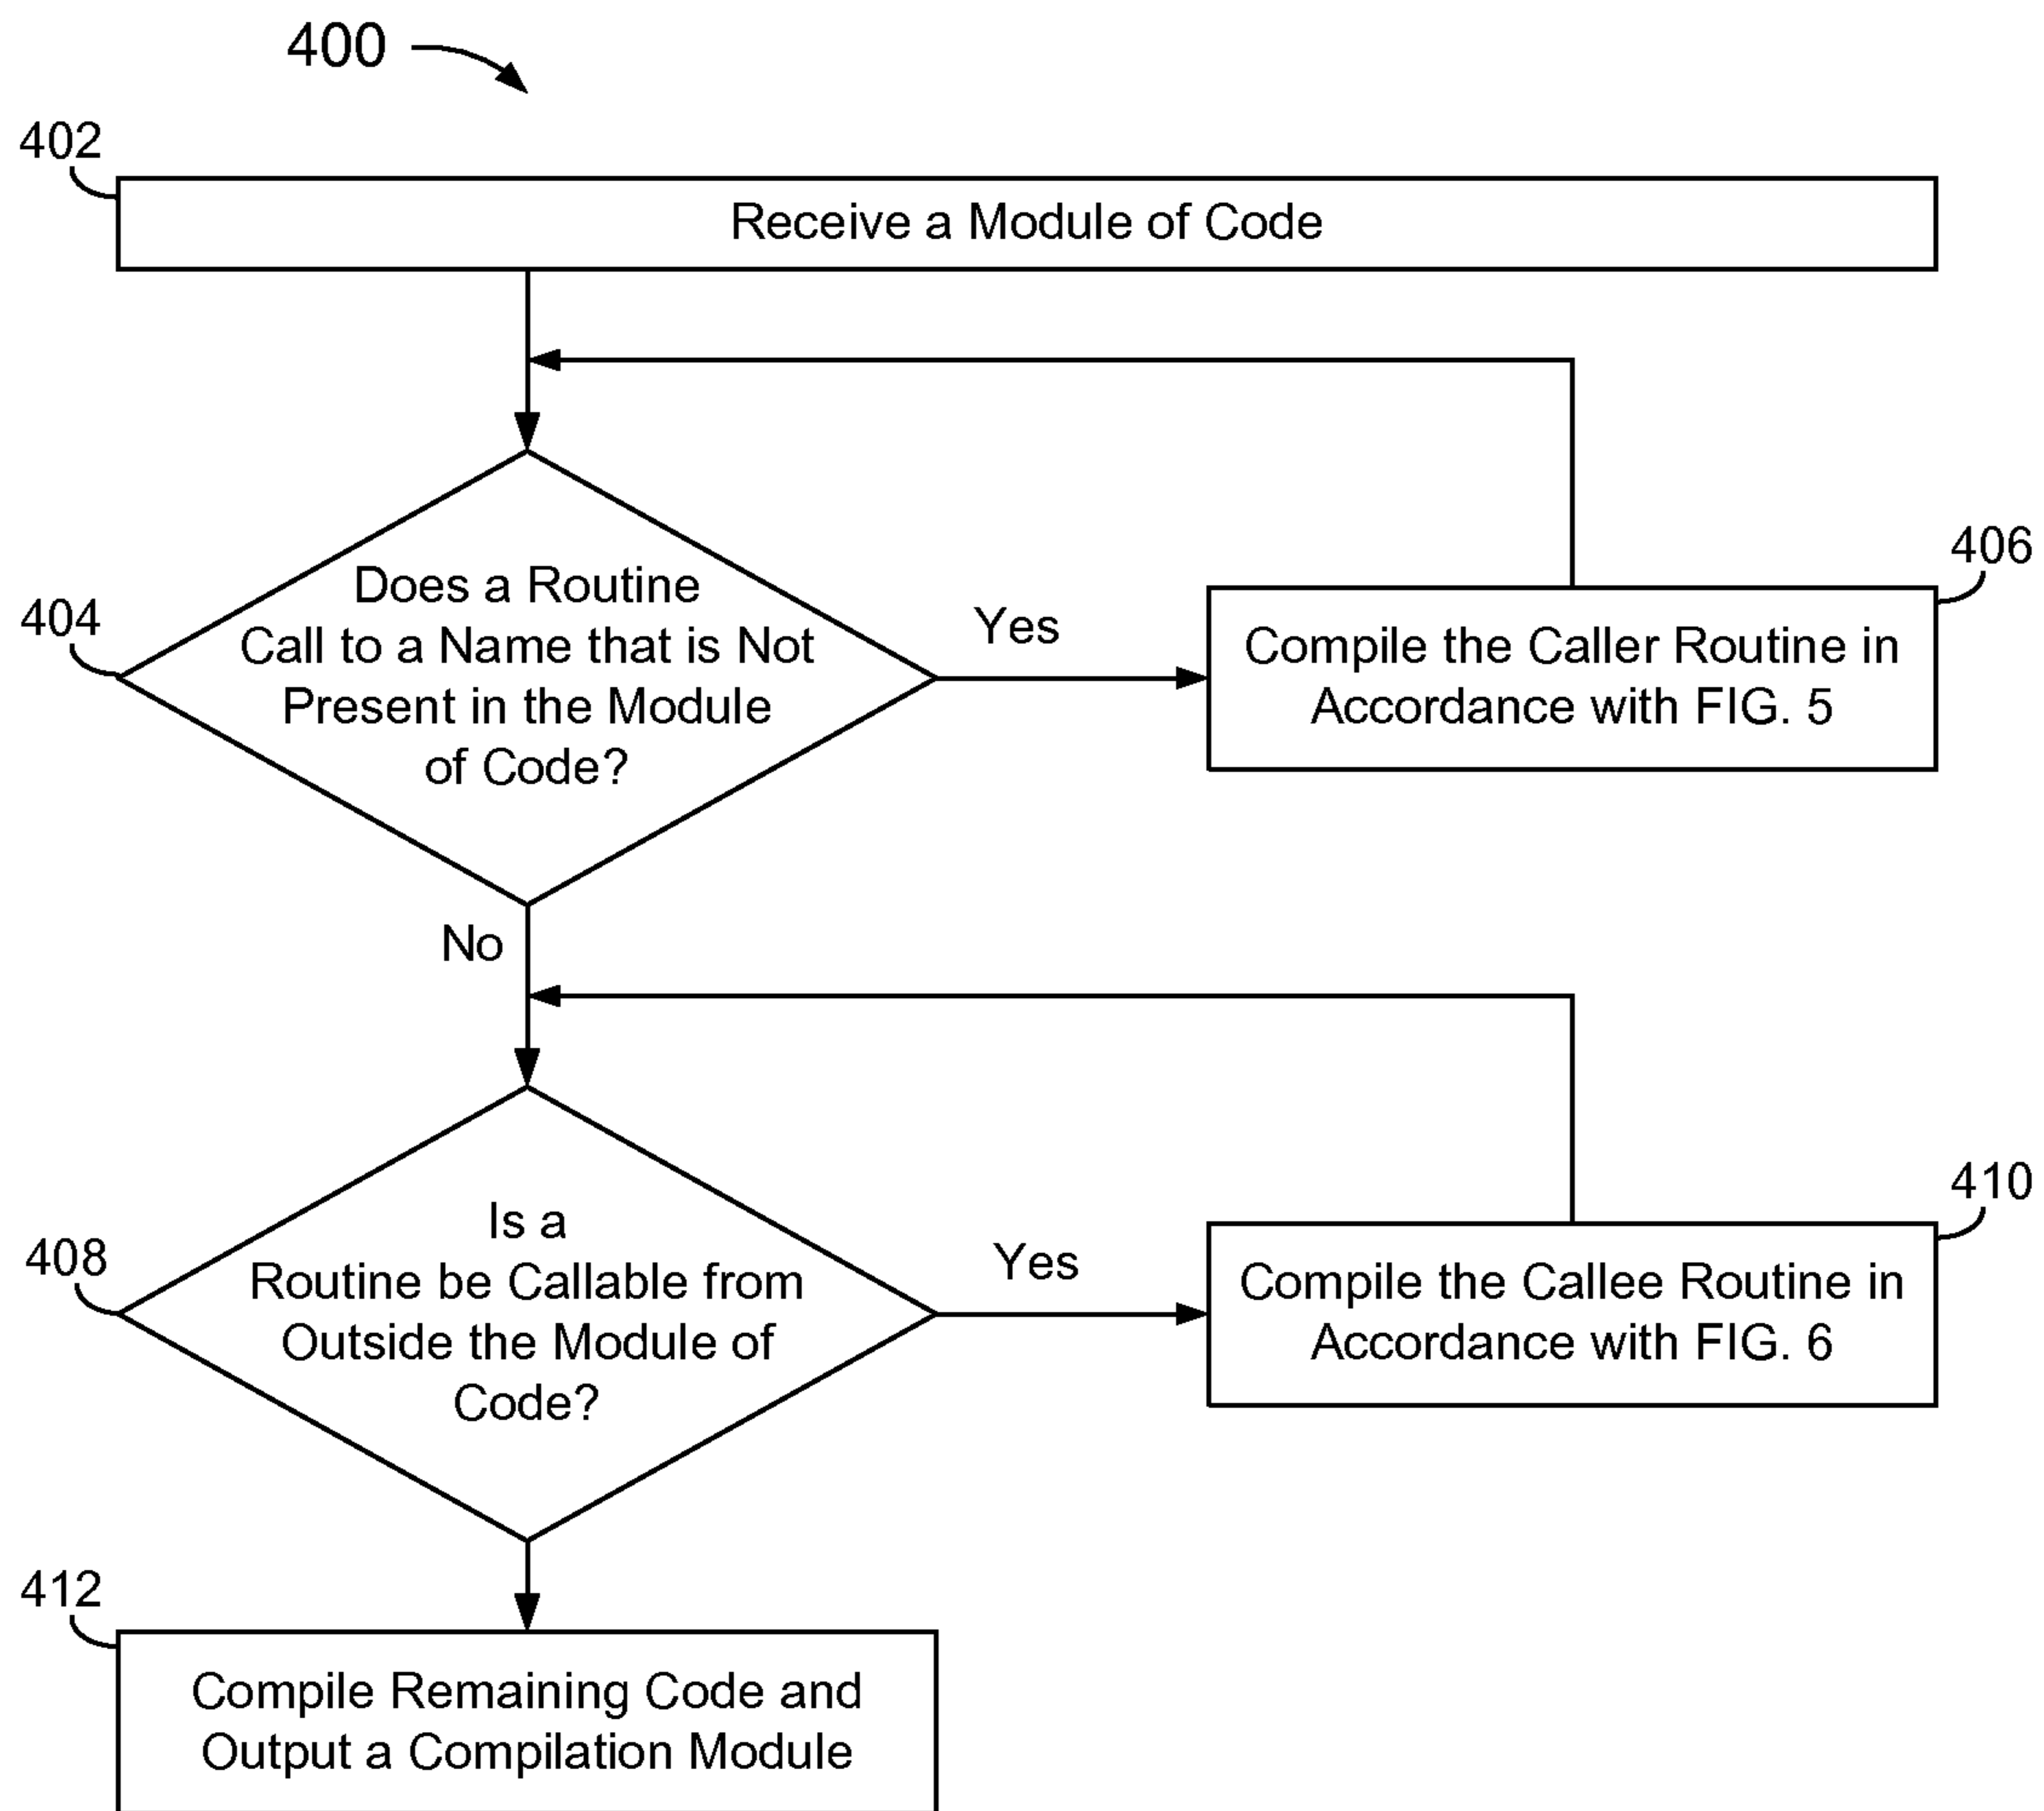 400
402
Receive a Module of Code
404
Does a Routine
Call to a Name that is Not
Present in the Module
of Code?
Yes
406
Compile the Caller Routine in
Accordance with FIG. 5
No
408
Is a
Routine be Callable from
Outside the Module of
Code?
Yes
410
Compile the Callee Routine in
Accordance with FIG. 6
412
Compile Remaining Code and
Output a Compilation Module